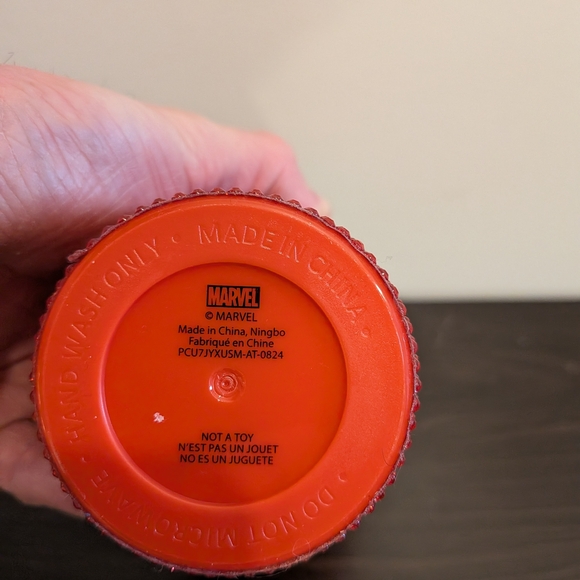 MADE IN CHINA • DO NOT MICROWAVE • HAND WASH ONLY •
MARVEL
© MARVEL
Made in China, Ningbo
Fabriqué en Chine
PCU7JYXUSM-AT-0824
NOT A TOY
N'EST PAS UN JOUET
NO ES UN JUGUETE